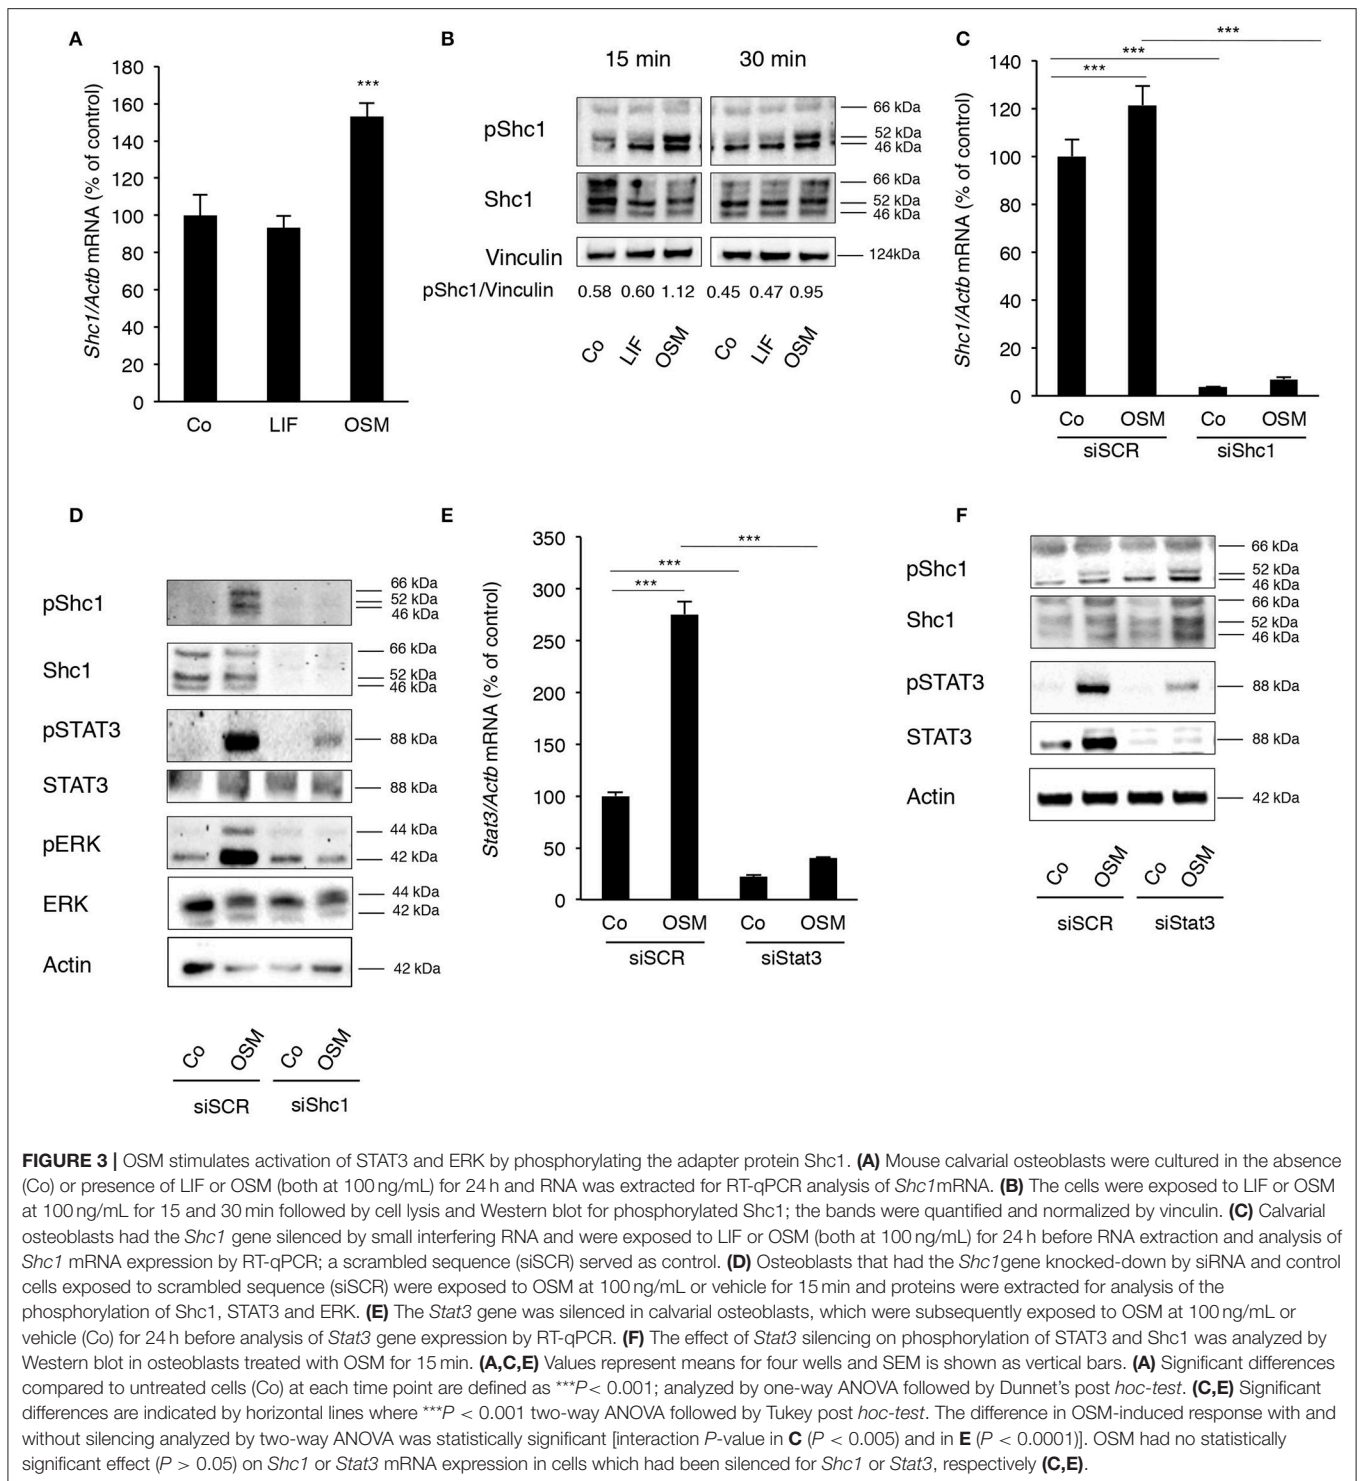 A
180
160
140
120
100
80
60
40
20
0
Shc1/Actb mRNA (% of control)
***
Co LIF OSM
B
15 min 30 min
pShc1
66 kDa
52 kDa
46 kDa
Shc1
66 kDa
52 kDa
46 kDa
Vinculin
124kDa
pShc1/Vinculin 0.58 0.60 1.12 0.45 0.47 0.95
Co LIF OSM Co LIF OSM
C
***
***
***
140
120
100
80
60
40
20
0
Shc1/Actb mRNA (% of control)
Co OSM Co OSM
siSCR siShc1
D
pShc1
66 kDa
52 kDa
46 kDa
Shc1
66 kDa
52 kDa
46 kDa
pSTAT3
88 kDa
STAT3
88 kDa
pERK
44 kDa
42 kDa
ERK
44 kDa
42 kDa
Actin
42 kDa
Co OSM Co OSM
siSCR siShc1
E
350
300
250
200
150
100
50
0
Stat3/Actb mRNA (% of control)
***
***
***
Co OSM Co OSM
siSCR siStat3
F
pShc1
66 kDa
52 kDa
46 kDa
Shc1
66 kDa
52 kDa
46 kDa
pSTAT3
88 kDa
STAT3
88 kDa
Actin
42 kDa
Co OSM Co OSM
siSCR siStat3
FIGURE 3 | OSM stimulates activation of STAT3 and ERK by phosphorylating the adapter protein Shc1. (A) Mouse calvarial osteoblasts were cultured in the absence
(Co) or presence of LIF or OSM (both at 100 ng/mL) for 24 h and RNA was extracted for RT-qPCR analysis of Shc1mRNA. (B) The cells were exposed to LIF or OSM
at 100 ng/mL for 15 and 30 min followed by cell lysis and Western blot for phosphorylated Shc1; the bands were quantified and normalized by vinculin. (C) Calvarial
osteoblasts had the Shc1 gene silenced by small interfering RNA and were exposed to LIF or OSM (both at 100 ng/mL) for 24 h before RNA extraction and analysis of
Shc1 mRNA expression by RT-qPCR; a scrambled sequence (siSCR) served as control. (D) Osteoblasts that had the Shc1gene knocked-down by siRNA and control
cells exposed to scrambled sequence (siSCR) were exposed to OSM at 100 ng/mL or vehicle for 15 min and proteins were extracted for analysis of the
phosphorylation of Shc1, STAT3 and ERK. (E) The Stat3 gene was silenced in calvarial osteoblasts, which were subsequently exposed to OSM at 100 ng/mL or
vehicle (Co) for 24 h before analysis of Stat3 gene expression by RT-qPCR. (F) The effect of Stat3 silencing on phosphorylation of STAT3 and Shc1 was analyzed by
Western blot in osteoblasts treated with OSM for 15 min. (A,C,E) Values represent means for four wells and SEM is shown as vertical bars. (A) Significant differences
compared to untreated cells (Co) at each time point are defined as ***P< 0.001; analyzed by one-way ANOVA followed by Dunnet's post hoc-test. (C,E) Significant
differences are indicated by horizontal lines where ***P < 0.001 two-way ANOVA followed by Tukey post hoc-test. The difference in OSM-induced response with and
without silencing analyzed by two-way ANOVA was statistically significant [interaction P-value in C (P < 0.005) and in E (P < 0.0001)]. OSM had no statistically
significant effect (P > 0.05) on Shc1 or Stat3 mRNA expression in cells which had been silenced for Shc1 or Stat3, respectively (C,E).